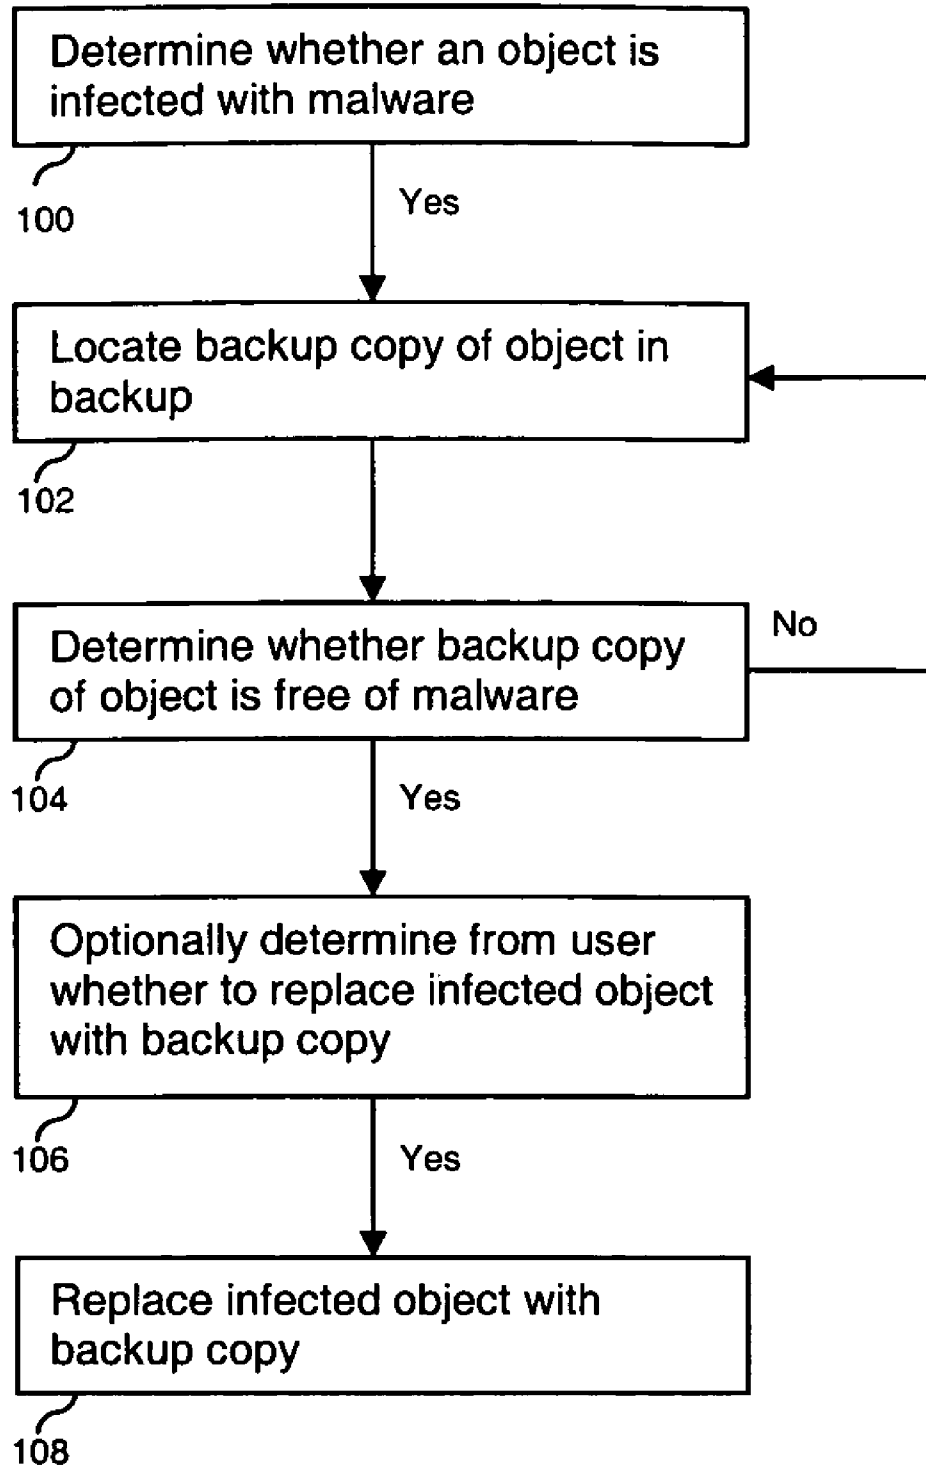 Determine whether an object is
infected with malware
100
Yes
Locate backup copy of object in
backup
102
Determine whether backup copy
of object is free of malware
No
104
Yes
Optionally determine from user
whether to replace infected object
with backup copy
106
Yes
Replace infected object with
backup copy
108